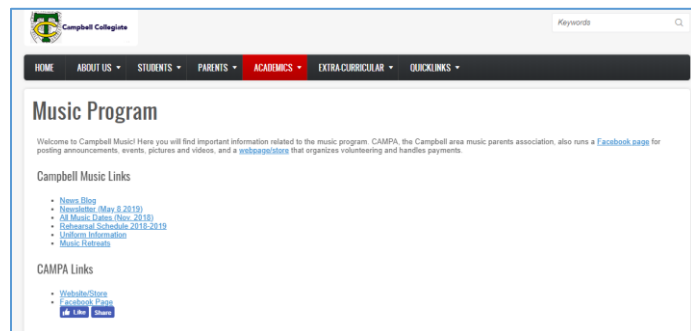 Campbell Collegiate
Keywords
HOME ABOUT US STUDENTS PARENTS ACADEMICS EXTRA-CURRICULAR QUICKLINKS
Music Program
Welcome to Campbell Music! Here you will find important information related to the music program. CAMPA, the Campbell area music parents association, also runs a Facebook page for
posting announcements, events, pictures and videos, and a webpage/store that organizes volunteering and handles payments.
Campbell Music Links
News Blog
Newsletter (May 8 2019)
All Music Dates (Nov. 2018)
Rehearsal Schedule 2018-2019
Uniform Information
Music Retreats
CAMPA Links
Website/Store
Facebook Page
Like Share